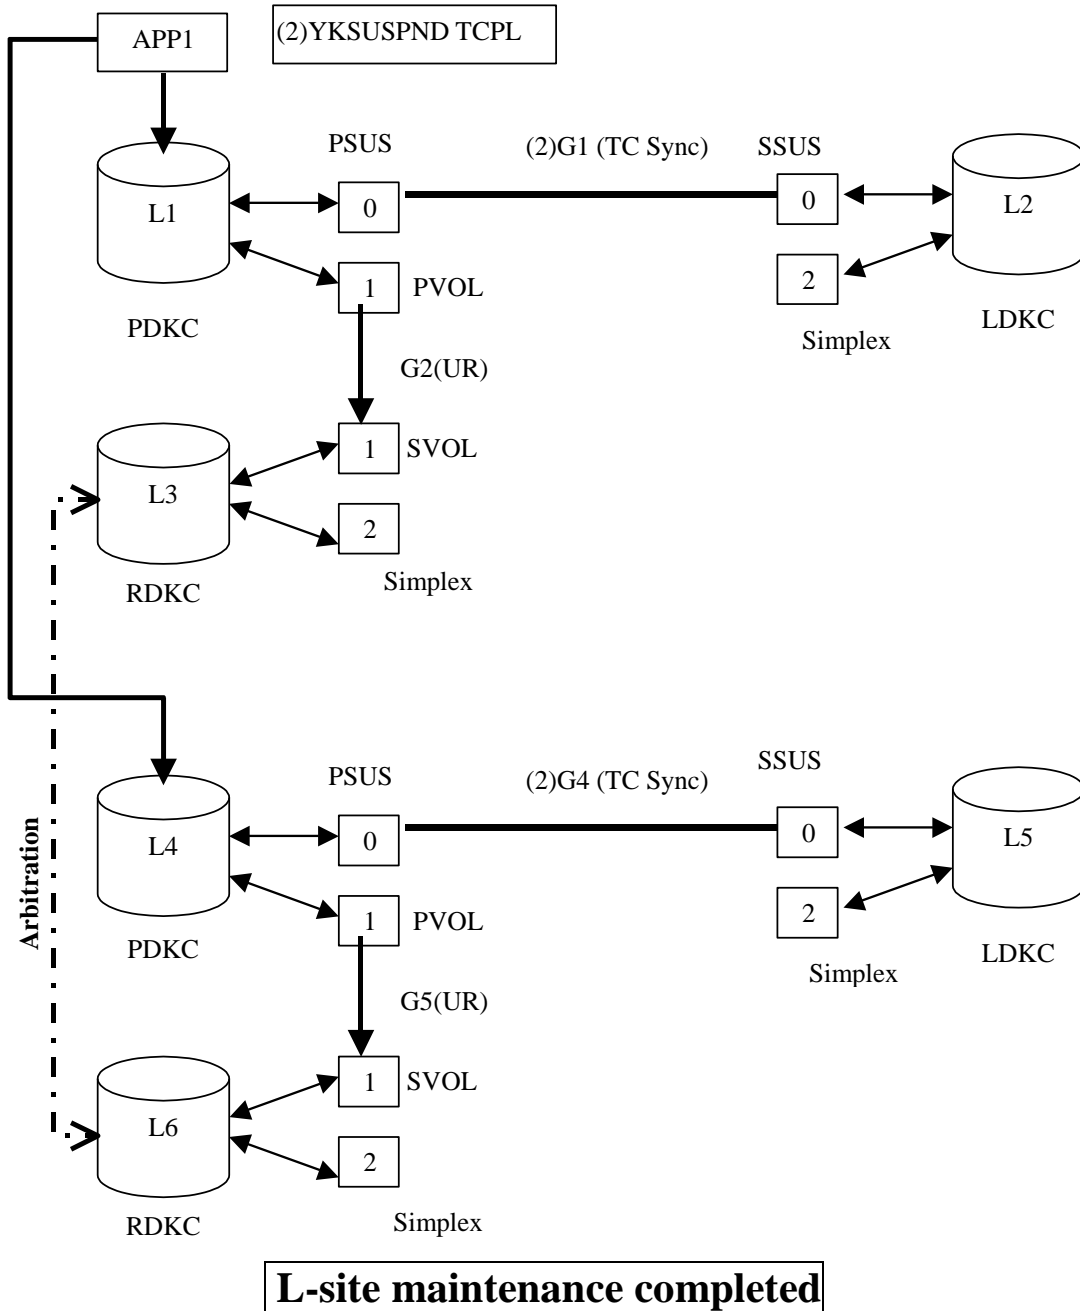 APP1
(2)YKSUSPND TCPL
PSUS
(2)G1 (TC Sync)
SSUS
L1
0
0
L2
1
PVOL
2
PDKC
LDKC
Simplex
G2(UR)
L3
1
SVOL
2
RDKC
Simplex
Arbitration
PSUS
(2)G4 (TC Sync)
SSUS
L4
0
0
L5
1
PVOL
2
PDKC
LDKC
Simplex
G5(UR)
L6
1
SVOL
2
RDKC
Simplex
L-site maintenance completed